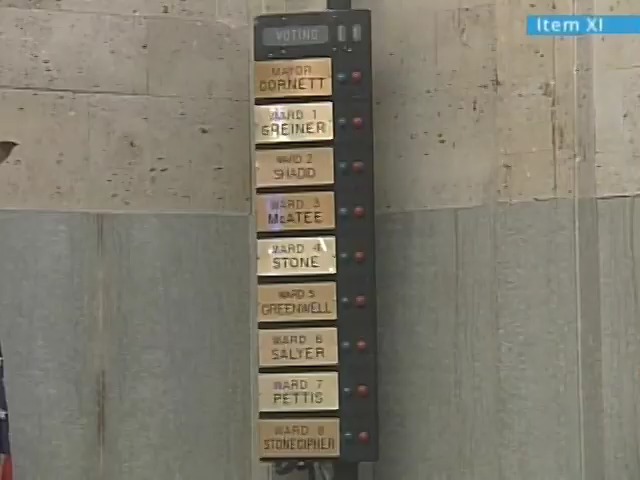 Item XI
VOTING
MAYOR
CORNETT
WARD 1
GREINER
WARD 2
SHADID
WARD 3
McATEE
WARD 4
STONE
WARD 5
GREENWELL
WARD 6
SALYER
WARD 7
PETTIS
WARD 8
STONECIPHER